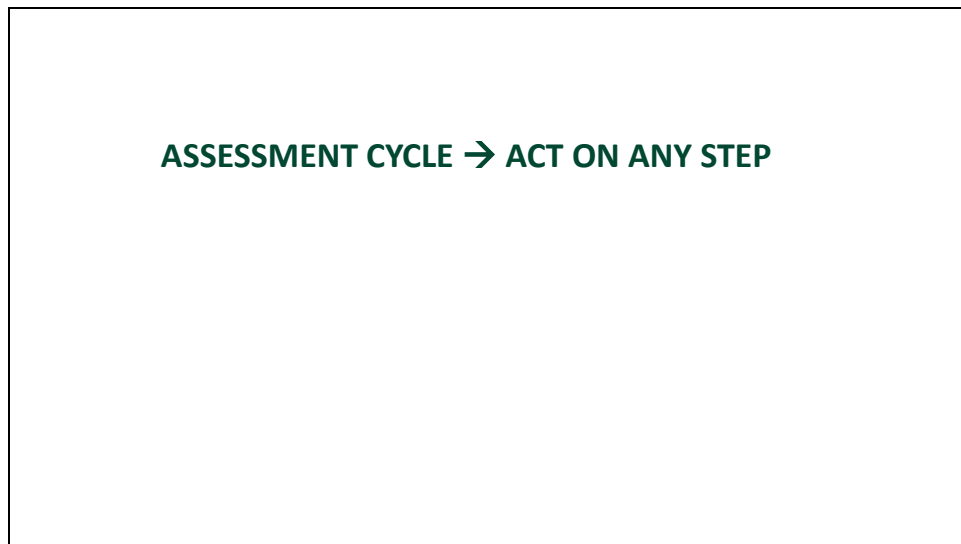 ASSESSMENT CYCLE → ACT ON ANY STEP